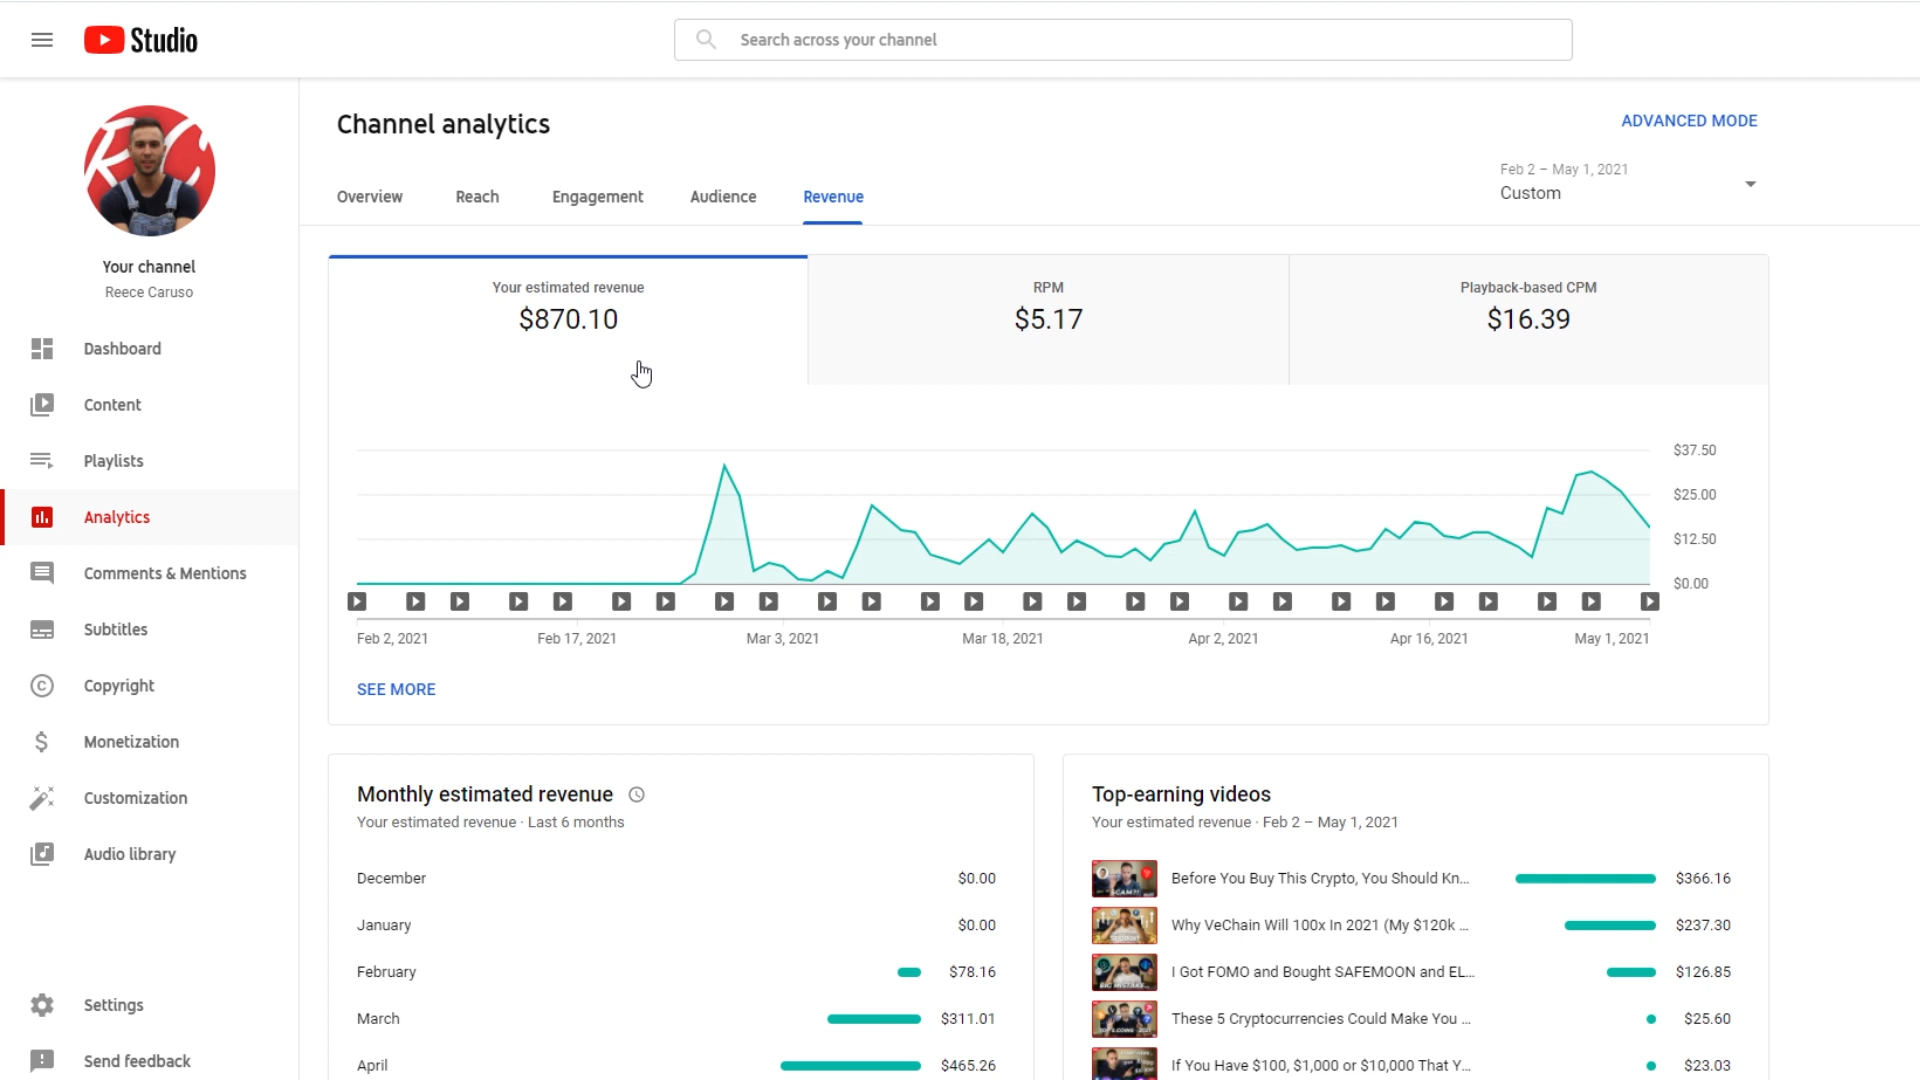 Studio
Search across your channel
Your channel
Reece Caruso
Dashboard
Content
Playlists
Analytics
Comments & Mentions
Subtitles
Copyright
Monetization
Customization
Audio library
Settings
Send feedback
Channel analytics
ADVANCED MODE
Overview
Reach
Engagement
Audience
Revenue
Feb 2 – May 1, 2021
Custom
Your estimated revenue
$870.10
RPM
$5.17
Playback-based CPM
$16.39
$37.50
$25.00
$12.50
$0.00
Feb 2, 2021
Feb 17, 2021
Mar 3, 2021
Mar 18, 2021
Apr 2, 2021
Apr 16, 2021
May 1, 2021
SEE MORE
Monthly estimated revenue
Your estimated revenue · Last 6 months
December $0.00
January $0.00
February $78.16
March $311.01
April $465.26
Top-earning videos
Your estimated revenue · Feb 2 – May 1, 2021
Before You Buy This Crypto, You Should Kn... $366.16
Why VeChain Will 100x In 2021 (My $120k ... $237.30
I Got FOMO and Bought SAFEMOON and EL... $126.85
These 5 Cryptocurrencies Could Make You ... $25.60
If You Have $100, $1,000 or $10,000 That Y... $23.03